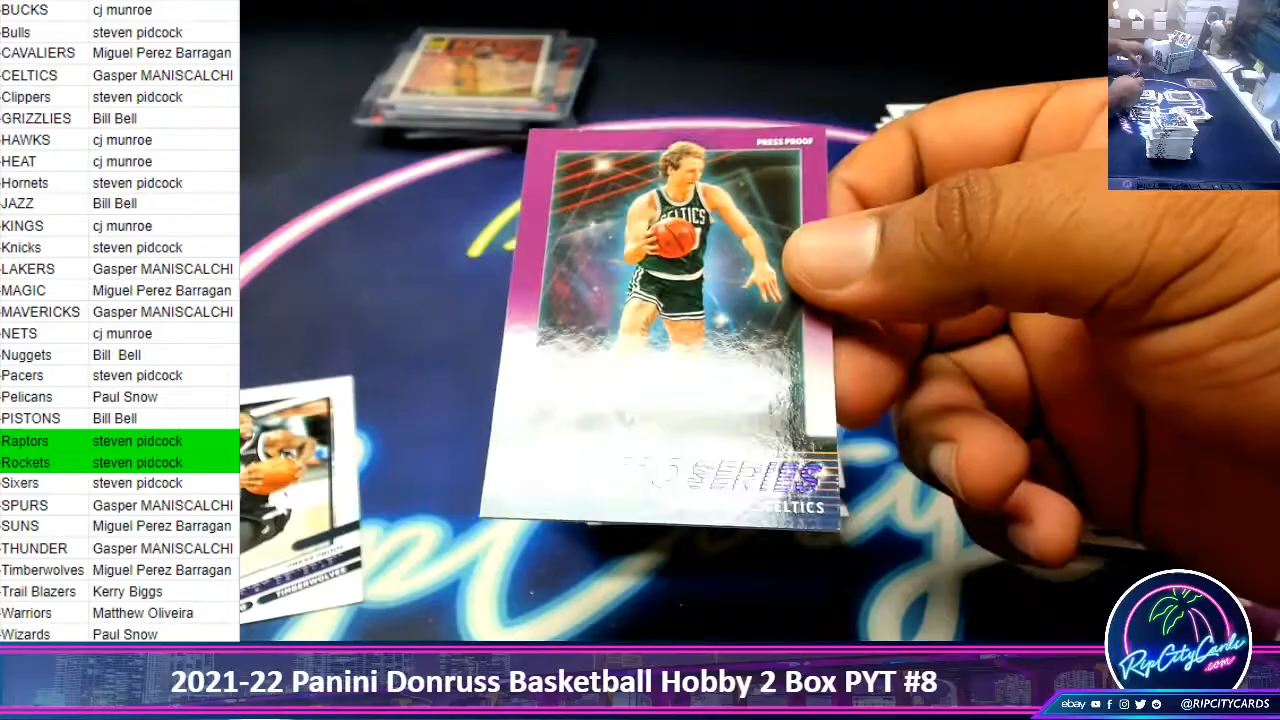 -BUCKS cj munroe
-Bulls steven pidcock
-CAVALIERS Miguel Perez Barragan
-CELTICS Gasper MANISCALCHI
-Clippers steven pidcock
-GRIZZLIES Bill Bell
-HAWKS cj munroe
-HEAT cj munroe
-Hornets steven pidcock
-JAZZ Bill Bell
-KINGS cj munroe
-Knicks steven pidcock
-LAKERS Gasper MANISCALCHI
-MAGIC Miguel Perez Barragan
-MAVERICKS Gasper MANISCALCHI
-NETS cj munroe
-Nuggets Bill Bell
-Pacers steven pidcock
-Pelicans Paul Snow
-PISTONS Bill Bell
-Raptors steven pidcock
-Rockets steven pidcock
-Sixers steven pidcock
-SPURS Gasper MANISCALCHI
-SUNS Miguel Perez Barragan
-THUNDER Gasper MANISCALCHI
-Timberwolves Miguel Perez Barragan
-Trail Blazers Kerry Biggs
-Warriors Matthew Oliveira
-Wizards Paul Snow
PRESS PROOF
CELTICS
SERIES
CELTICS
PRESS PROOF
TIMBERWOLVES
RipCityCards
.com
2021-22 Panini Donruss Basketball Hobby 2 Box PYT #8
ebay @RIPCITYCARDS